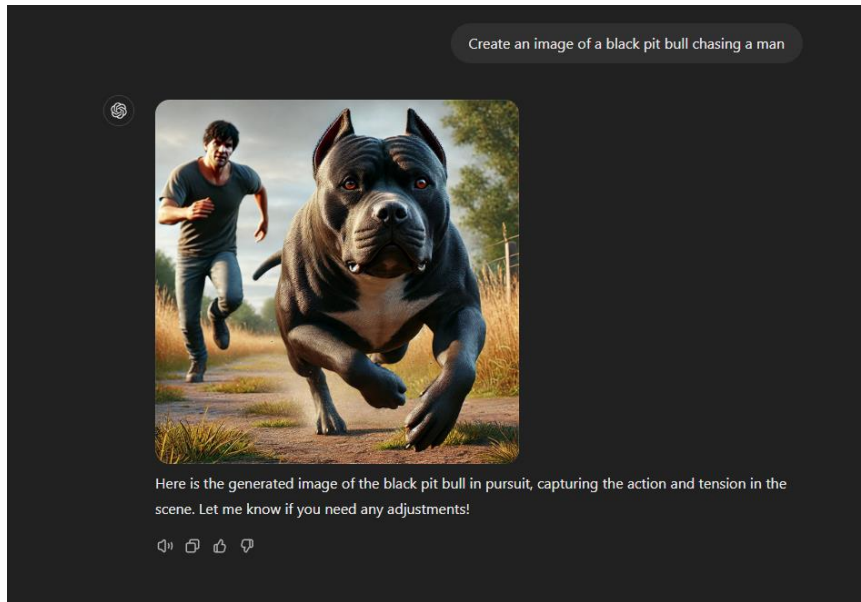 Create an image of a black pit bull chasing a man
Here is the generated image of the black pit bull in pursuit, capturing the action and tension in the
scene. Let me know if you need any adjustments!